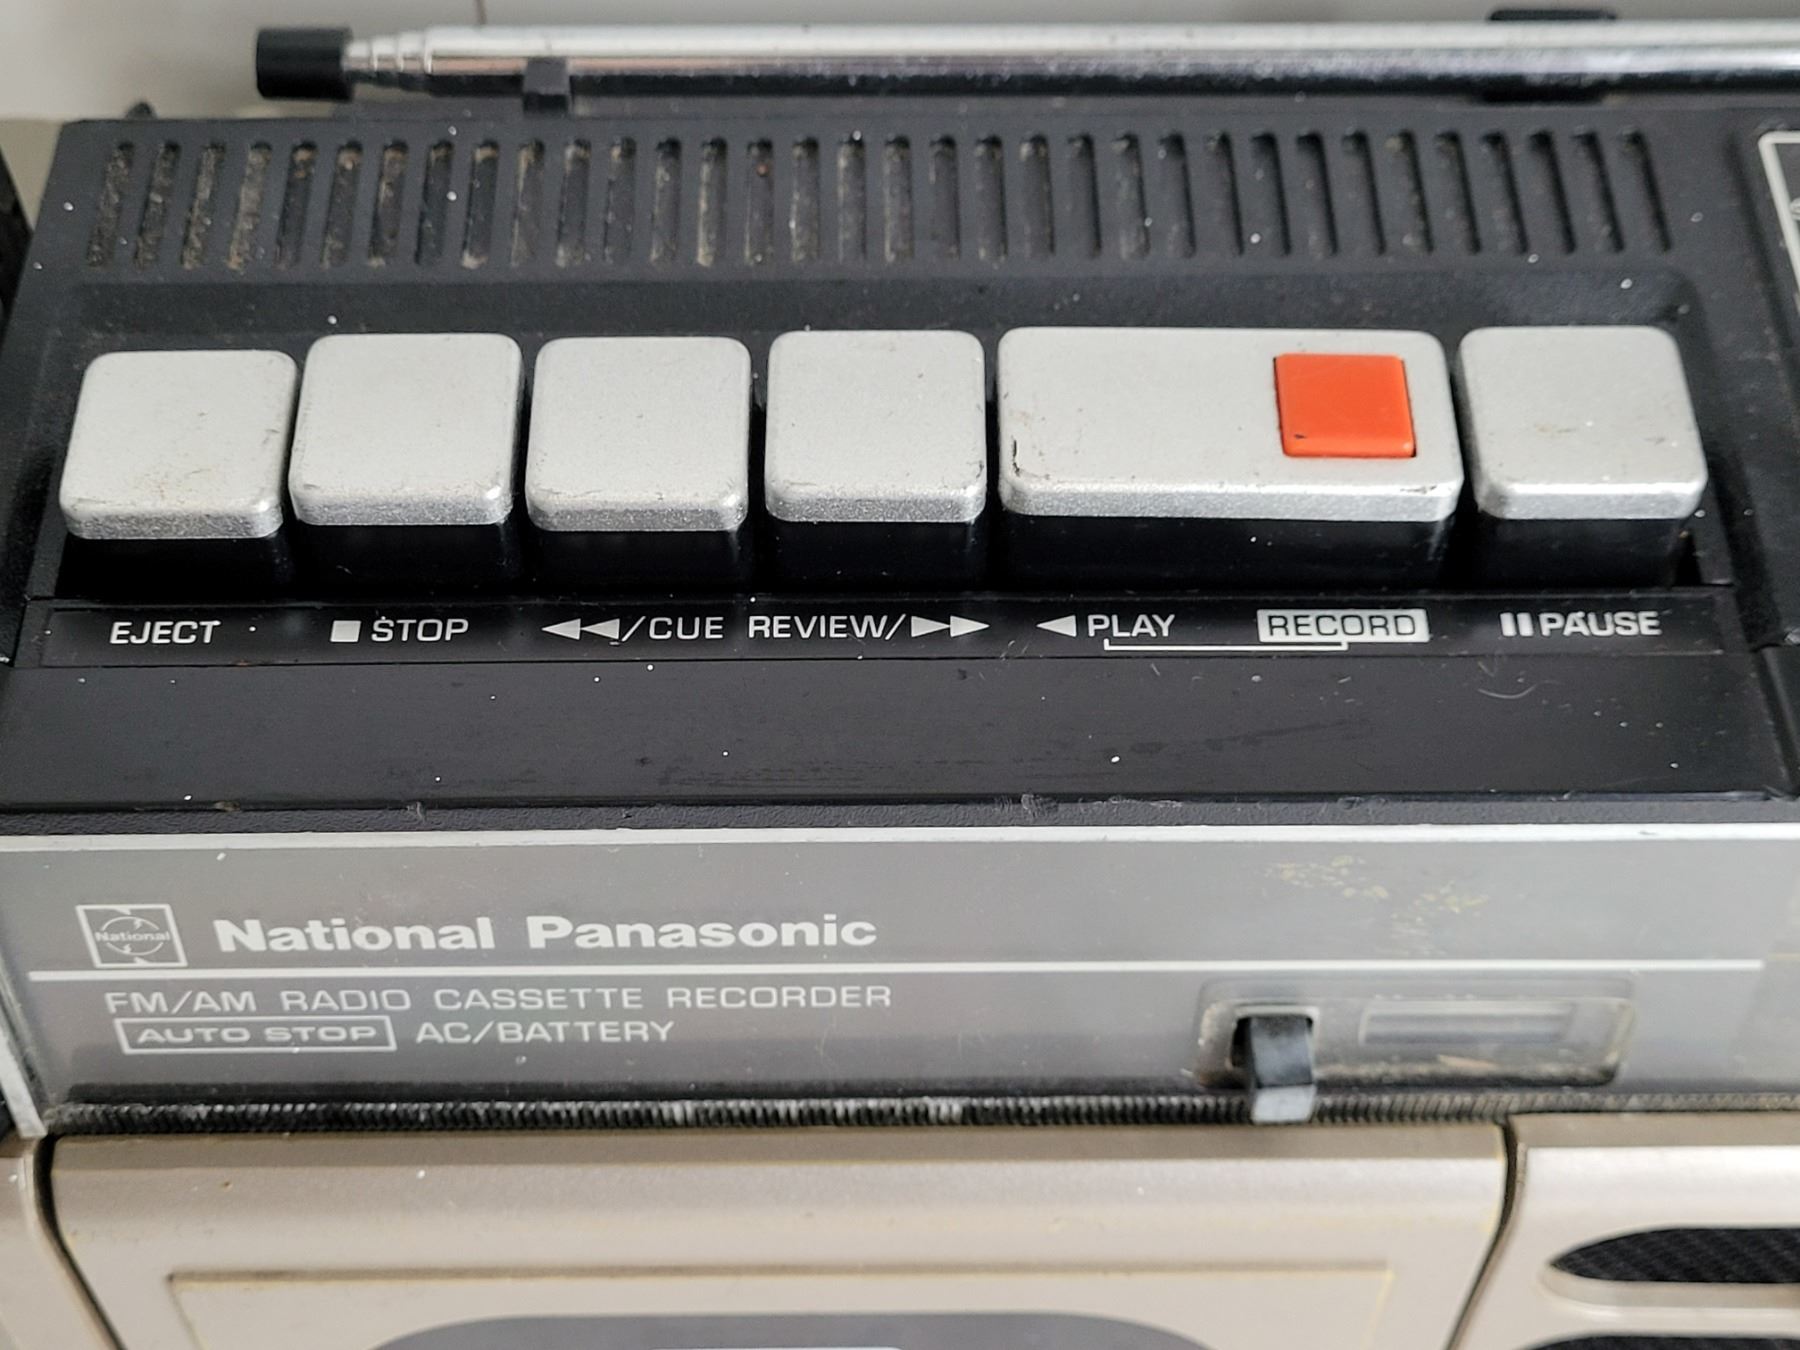 EJECT ■ STOP ◀◀/CUE REVIEW/▶▶ ◀ PLAY RECORD ▮▮ PAUSE
National National Panasonic
FM/AM RADIO CASSETTE RECORDER
AUTO STOP AC/BATTERY